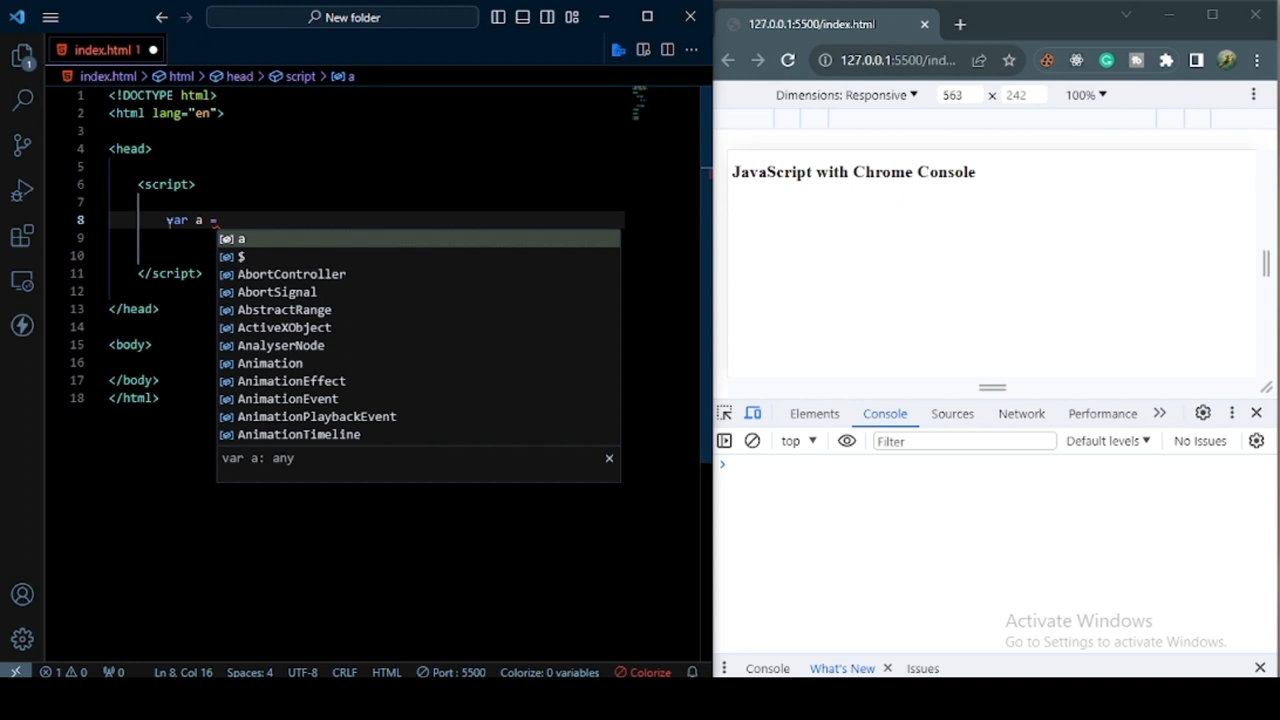 New folder
index.html 1
index.html > html > head > script > a
1 <!DOCTYPE html>
2 <html lang="en">
3
4 <head>
5
6 <script>
7
8 var a =
9
10
11 </script>
12
13 </head>
14
15 <body>
16
17 </body>
18 </html>
a
$
AbortController
AbortSignal
AbstractRange
ActiveXObject
AnalyserNode
Animation
AnimationEffect
AnimationEvent
AnimationPlaybackEvent
AnimationTimeline
var a: any
1
1 0 0 Ln 8, Col 16 Spaces: 4 UTF-8 CRLF HTML Port : 5500 Colorize: 0 variables Colorize
127.0.0.1:5500/index.html
127.0.0.1:5500/ind...
Dimensions: Responsive 563 × 242 100%
JavaScript with Chrome Console
Elements Console Sources Network Performance
top Filter Default levels No Issues
Activate Windows
Go to Settings to activate Windows.
Console What's New Issues